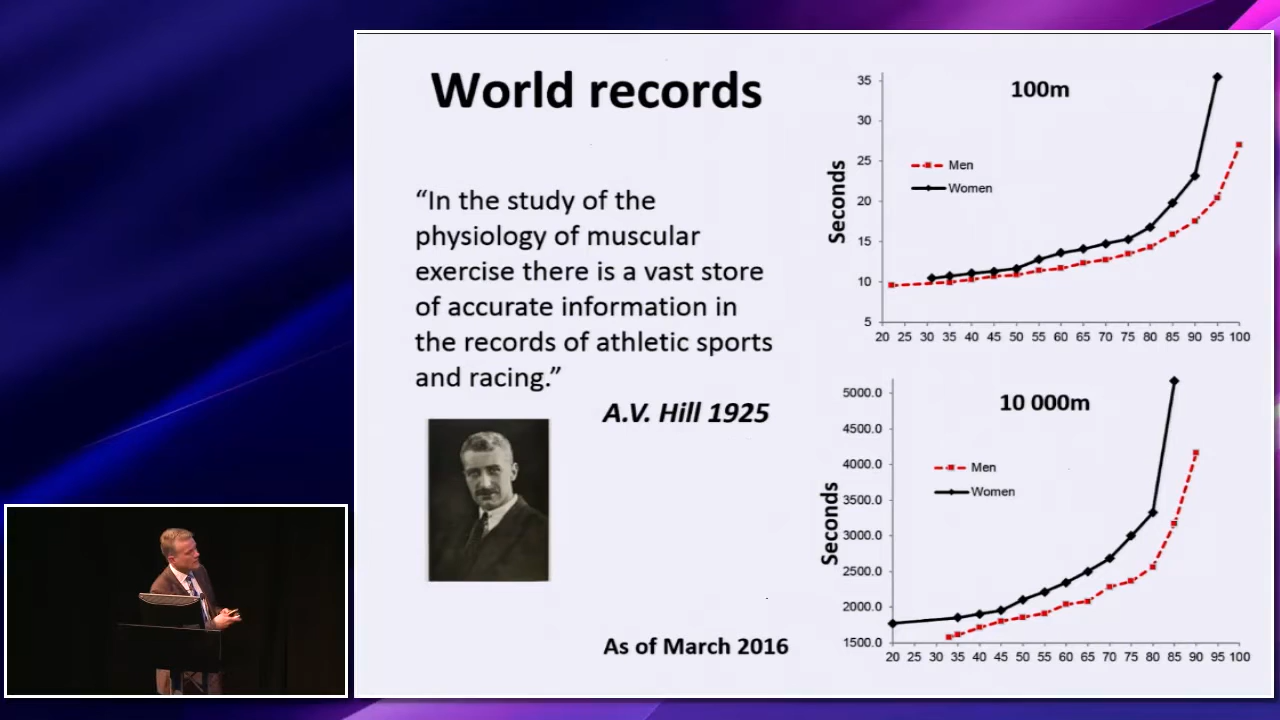 World records
“In the study of the
physiology of muscular
exercise there is a vast store
of accurate information in
the records of athletic sports
and racing.”
A.V. Hill 1925
As of March 2016
100m
Seconds
35
30
25
20
15
10
5
Men
Women
20 25 30 35 40 45 50 55 60 65 70 75 80 85 90 95 100
10 000m
Seconds
5000.0
4500.0
4000.0
3500.0
3000.0
2500.0
2000.0
1500.0
Men
Women
20 25 30 35 40 45 50 55 60 65 70 75 80 85 90 95 100